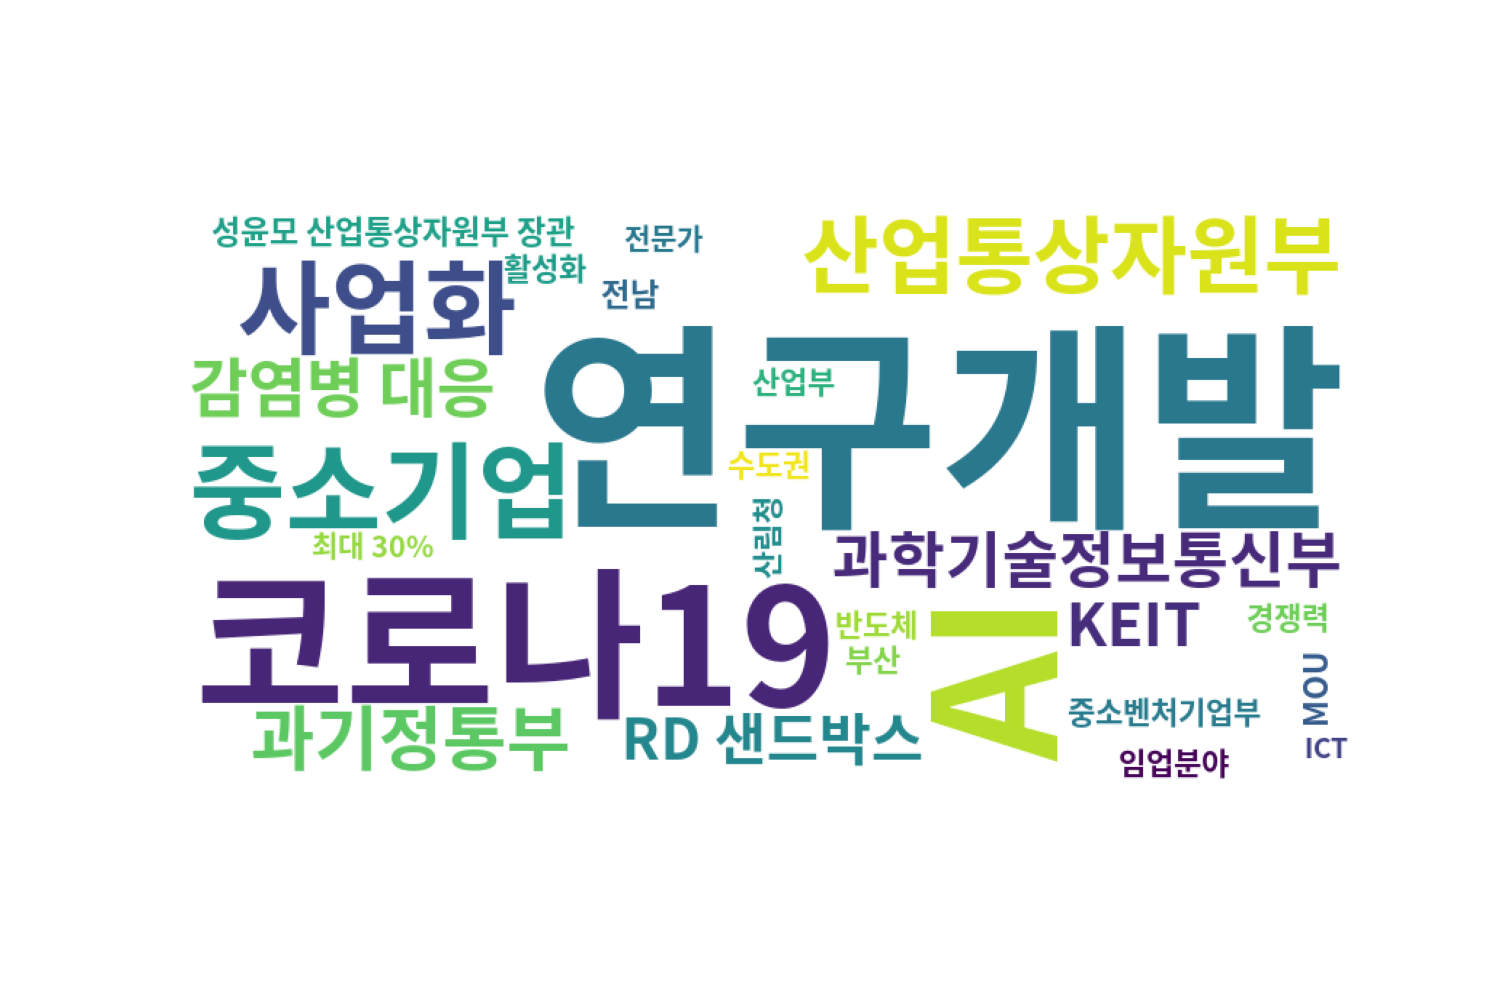 성윤모 산업통상자원부 장관
전문가
산업통상자원부
활성화
사업화
전남
연구개발
감염병 대응
산업부
중소기업
수도권
최대 30%
산림청
과학기술정보통신부
코로나19
반도체
AI
KEIT
경쟁력
부산
MOU
과기정통부
RD 샌드박스
중소벤처기업부
ICT
임업분야